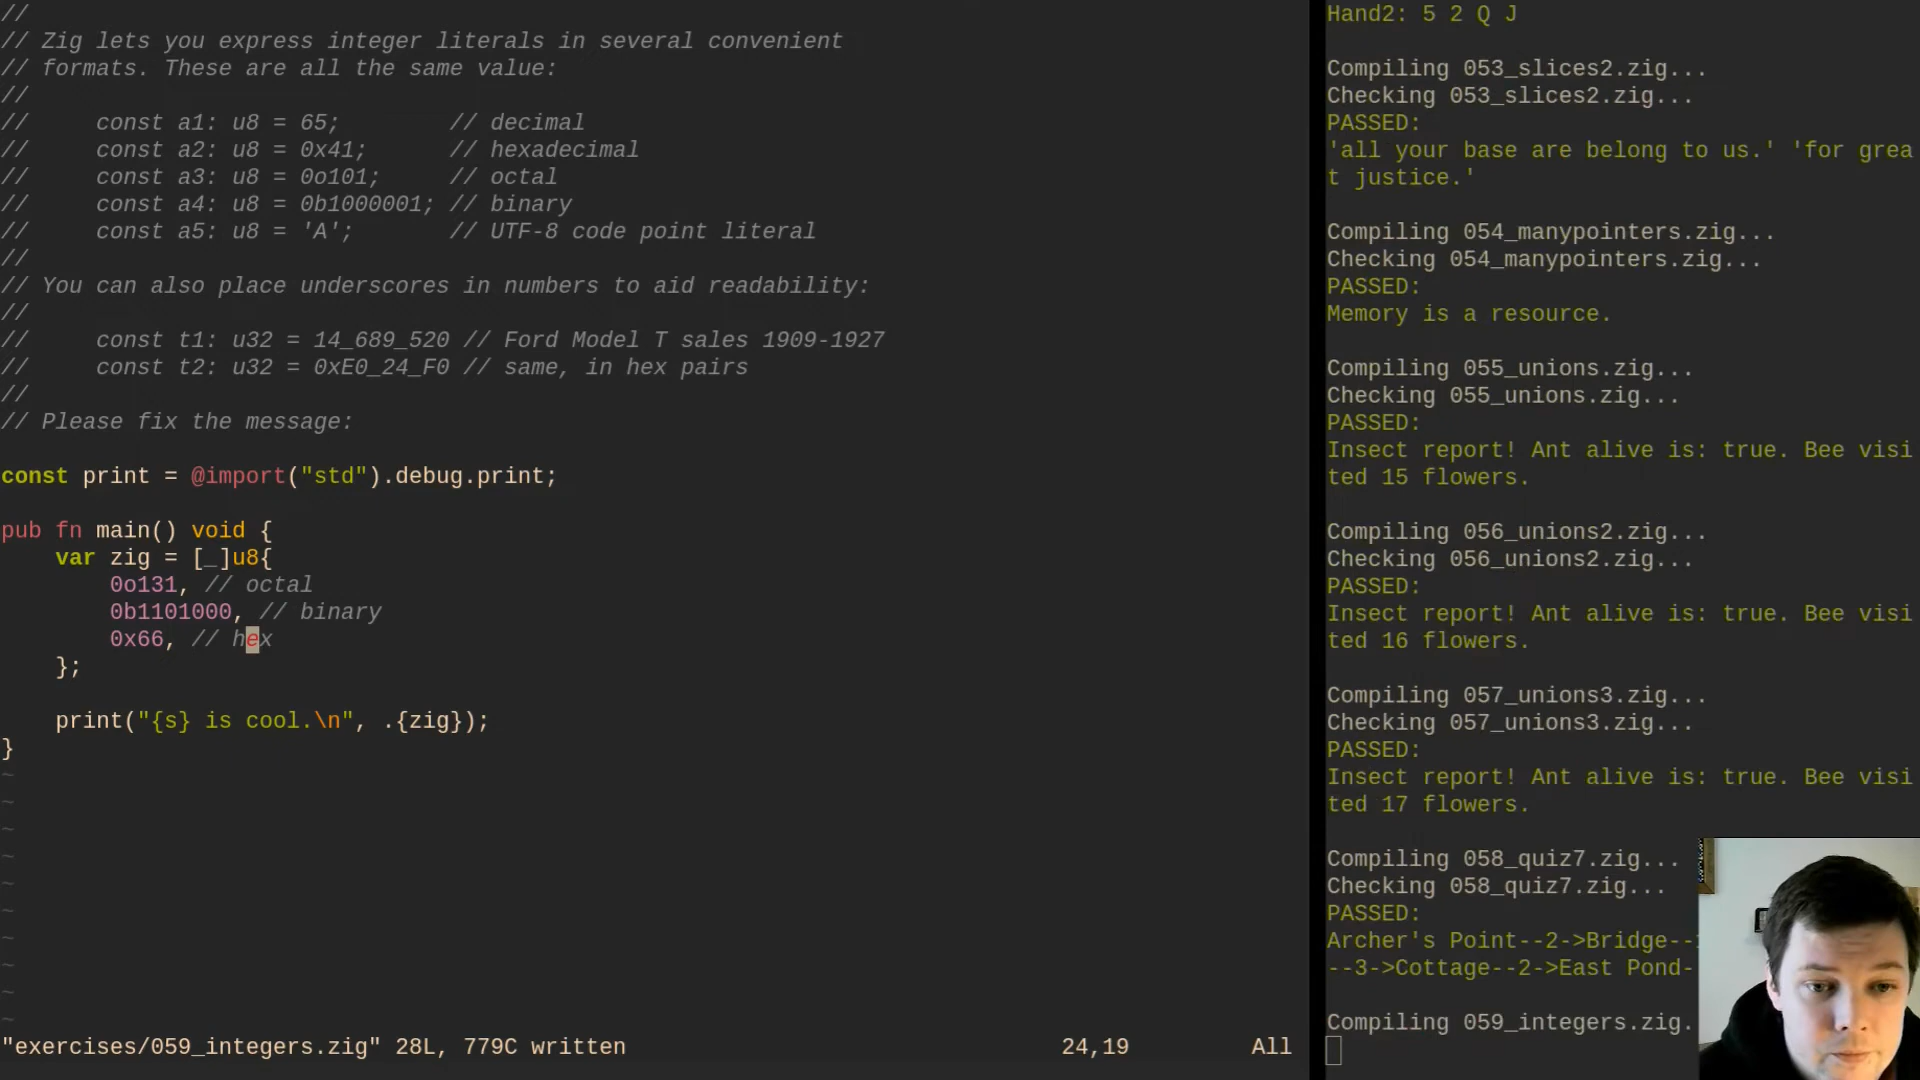 //
// Zig lets you express integer literals in several convenient
// formats. These are all the same value:
//
//     const a1: u8 = 65;        // decimal
//     const a2: u8 = 0x41;      // hexadecimal
//     const a3: u8 = 0o101;     // octal
//     const a4: u8 = 0b1000001; // binary
//     const a5: u8 = 'A';       // UTF-8 code point literal
//
// You can also place underscores in numbers to aid readability:
//
//     const t1: u32 = 14_689_520 // Ford Model T sales 1909-1927
//     const t2: u32 = 0xE0_24_F0 // same, in hex pairs
//
// Please fix the message:

const print = @import("std").debug.print;

pub fn main() void {
    var zig = [_]u8{
        0o131, // octal
        0b1101000, // binary
        0x66, // hex
    };

    print("{s} is cool.\n", .{zig});
}
~
~
~
~
~
~
~
~
~
~
"exercises/059_integers.zig" 28L, 779C written 24,19 All
Hand2: 5 2 Q J

Compiling 053_slices2.zig...
Checking 053_slices2.zig...
PASSED:
'all your base are belong to us.' 'for grea
t justice.'

Compiling 054_manypointers.zig...
Checking 054_manypointers.zig...
PASSED:
Memory is a resource.

Compiling 055_unions.zig...
Checking 055_unions.zig...
PASSED:
Insect report! Ant alive is: true. Bee visi
ted 15 flowers.

Compiling 056_unions2.zig...
Checking 056_unions2.zig...
PASSED:
Insect report! Ant alive is: true. Bee visi
ted 16 flowers.

Compiling 057_unions3.zig...
Checking 057_unions3.zig...
PASSED:
Insect report! Ant alive is: true. Bee visi
ted 17 flowers.

Compiling 058_quiz7.zig...
Checking 058_quiz7.zig...
PASSED:
Archer's Point--2->Bridge--
--3->Cottage--2->East Pond-

Compiling 059_integers.zig.